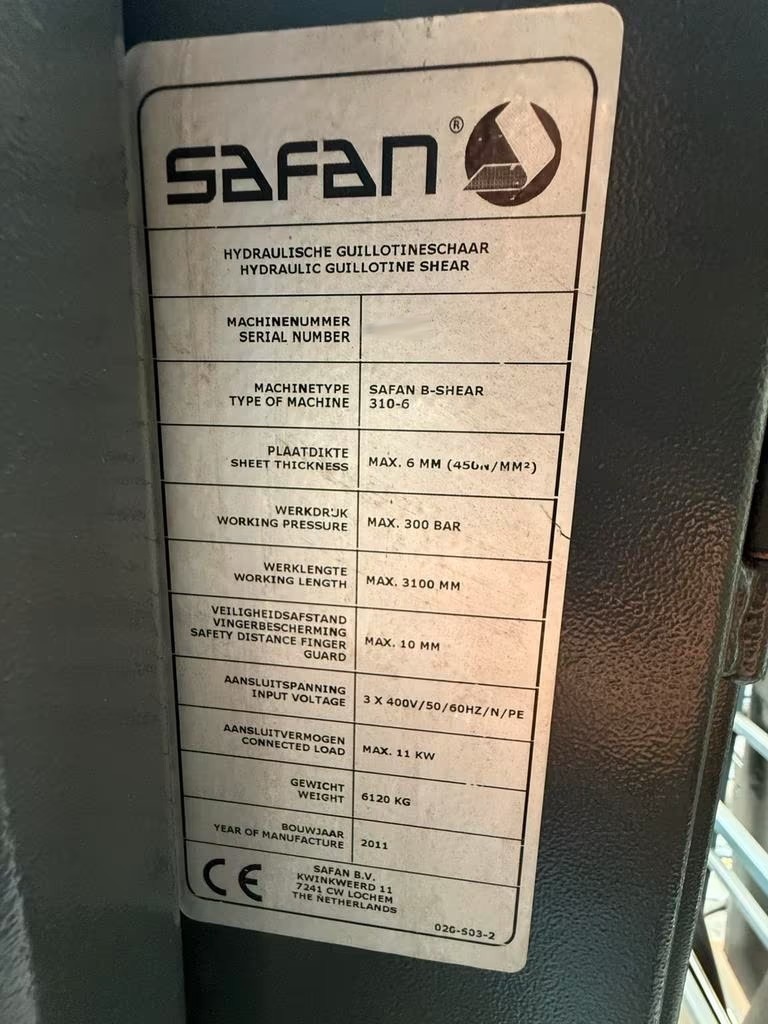 SAFAN ®
HYDRAULISCHE GUILLOTINESCHAAR
HYDRAULIC GUILLOTINE SHEAR
MACHINENUMMER
SERIAL NUMBER
MACHINETYPE
TYPE OF MACHINE
SAFAN B-SHEAR
310-6
PLAATDIKTE
SHEET THICKNESS
MAX. 6 MM (450N/MM²)
WERKDRUK
WORKING PRESSURE
MAX. 300 BAR
WERKLENGTE
WORKING LENGTH
MAX. 3100 MM
VEILIGHEIDSAFSTAND
VINGERBESCHERMING
SAFETY DISTANCE FINGER
GUARD
MAX. 10 MM
AANSLUITSPANNING
INPUT VOLTAGE
3 X 400V/50/60HZ/N/PE
AANSLUITVERMOGEN
CONNECTED LOAD
MAX. 11 KW
GEWICHT
WEIGHT
6120 KG
BOUWJAAR
YEAR OF MANUFACTURE
2011
CE
SAFAN B.V.
KWINKWEERD 11
7241 CW LOCHEM
THE NETHERLANDS
020-503-2